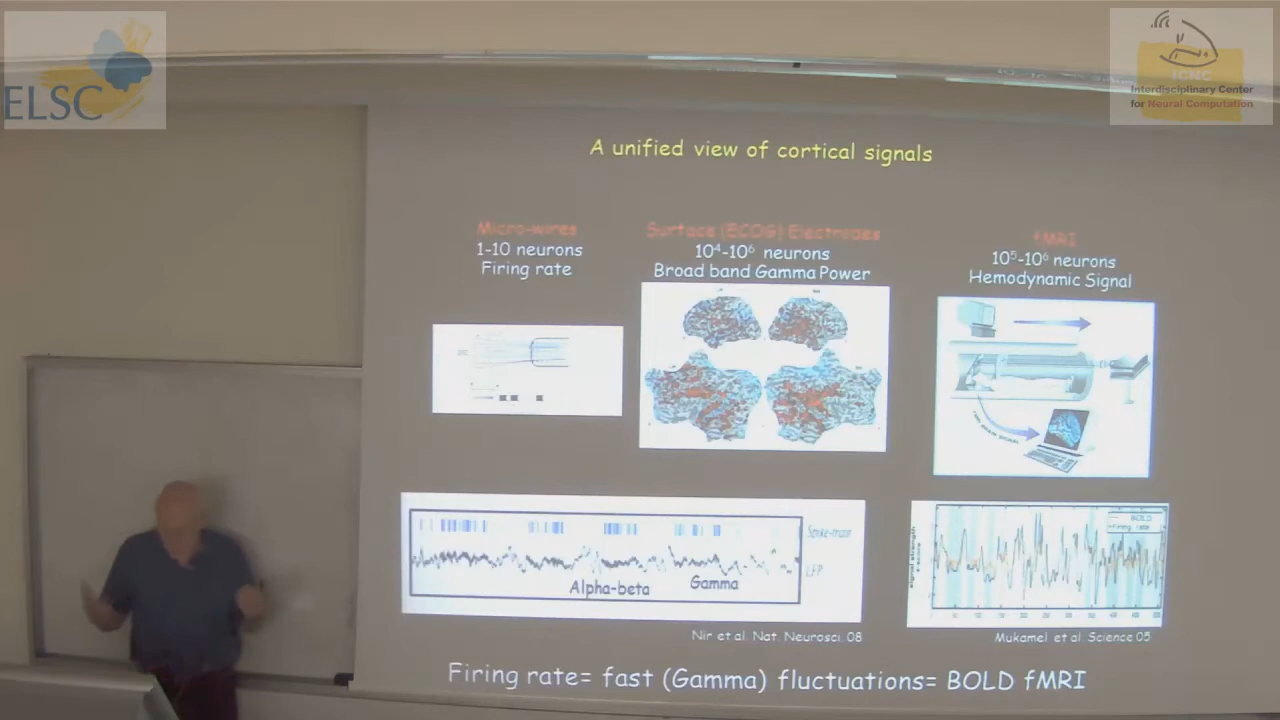 ELSC
ICNC
Interdisciplinary Center
for Neural Computation
A unified view of cortical signals
Micro-wires
1-10 neurons
Firing rate
Surface (ECOG) Electrodes
10⁴-10⁶ neurons
Broad band Gamma Power
fMRI
10⁵-10⁶ neurons
Hemodynamic Signal
Alpha-beta
Gamma
LFP
BOLD
Firing rate
signal strength
Nir et al Nat. Neurosci. 08
Mukamel et al Science 05
Firing rate= fast (Gamma) fluctuations= BOLD fMRI